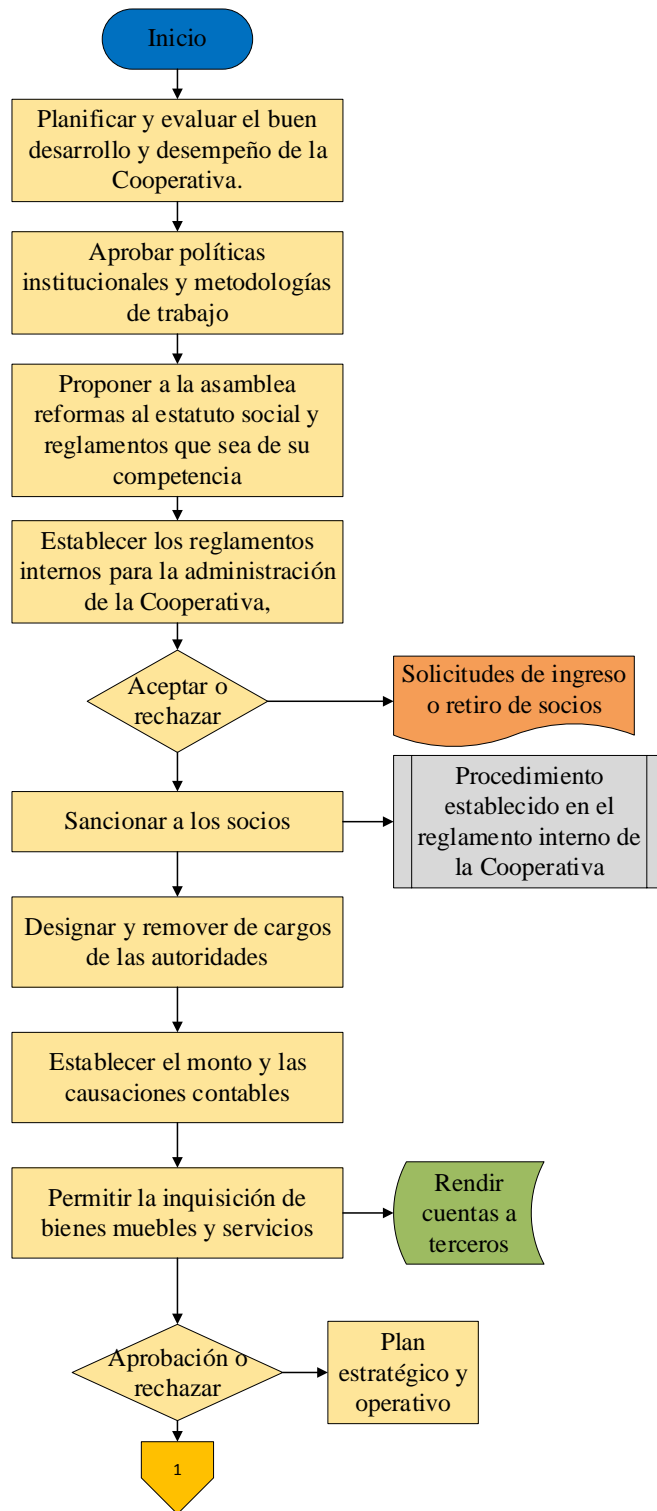 Inicio
Planificar y evaluar el buen
desarrollo y desempeño de la
Cooperativa.
Aprobar políticas
institucionales y metodologías
de trabajo
Proponer a la asamblea
reformas al estatuto social y
reglamentos que sea de su
competencia
Establecer los reglamentos
internos para la administración
de la Cooperativa,
Aceptar o
rechazar
Solicitudes de ingreso
o retiro de socios
Sancionar a los socios
Procedimiento
establecido en el
reglamento interno de
la Cooperativa
Designar y remover de cargos
de las autoridades
Establecer el monto y las
causaciones contables
Permitir la inquisición de
bienes muebles y servicios
Rendir
cuentas a
terceros
Aprobación o
rechazar
Plan
estratégico y
operativo
1